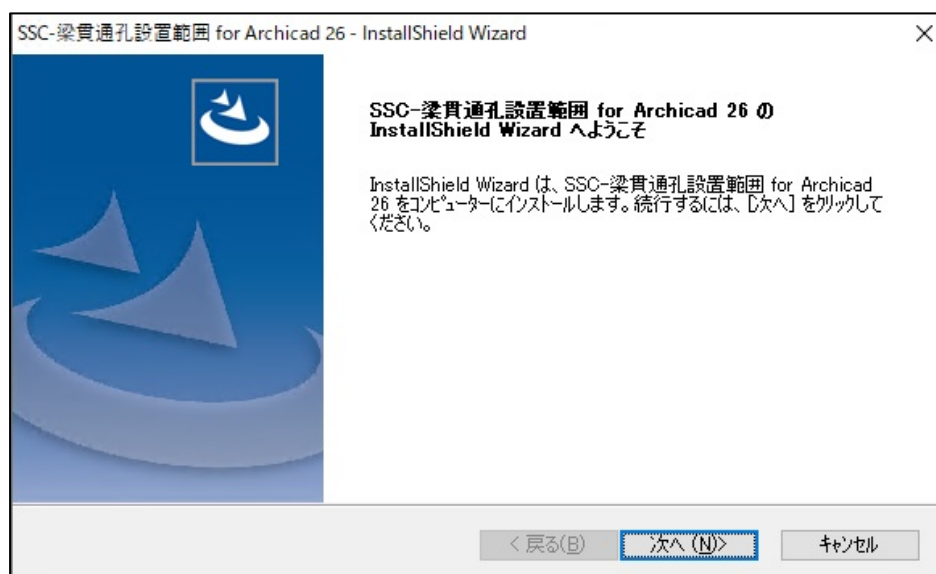 SSC-梁貫通孔設置範囲 for Archicad 26 - InstallShield Wizard
SSC-梁貫通孔設置範囲 for Archicad 26 の
InstallShield Wizard へようこそ
InstallShield Wizard は、SSC-梁貫通孔設置範囲 for Archicad
26 をコンピューターにインストールします。続行するには、[次へ] をクリックして
ください。
< 戻る(B)
次へ (N)>
キャンセル